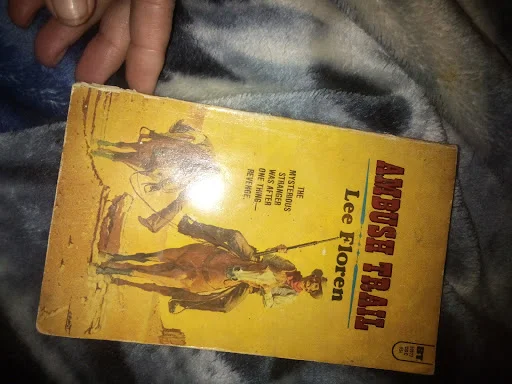 AMBUSH TRAIL
Lee Floren
THE
MYSTERIOUS
STRANGER
WAS AFTER
ONE THING—
REVENGE.